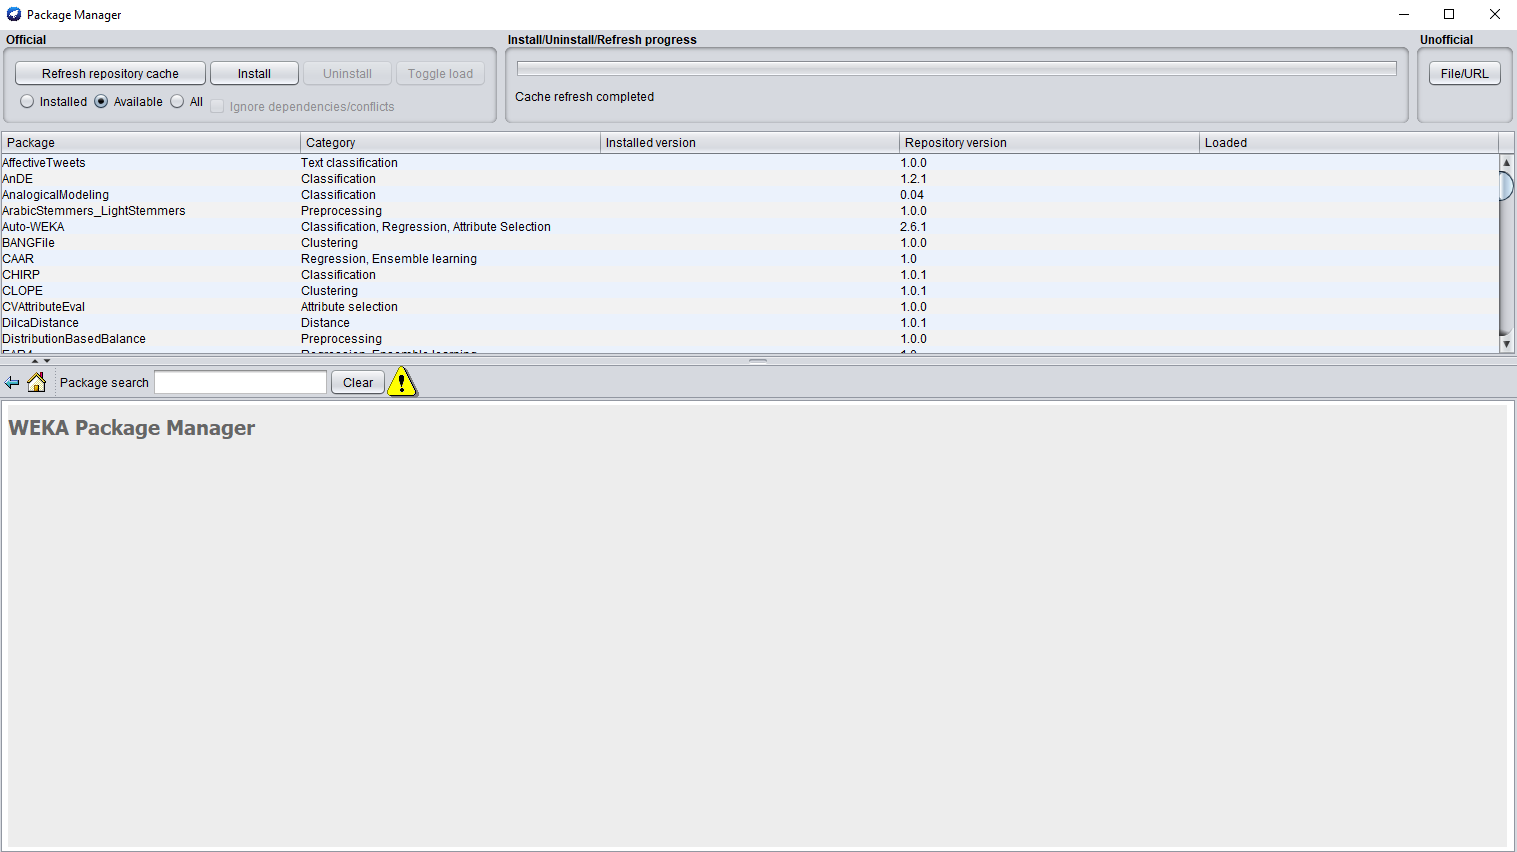 Package Manager
Official
Install/Uninstall/Refresh progress
Unofficial
Refresh repository cache Install Uninstall Toggle load
File/URL
Installed Available All Ignore dependencies/conflicts
Cache refresh completed
Package Category Installed version Repository version Loaded
AffectiveTweets Text classification 1.0.0
AnDE Classification 1.2.1
AnalogicalModeling Classification 0.04
ArabicStemmers_LightStemmers Preprocessing 1.0.0
Auto-WEKA Classification, Regression, Attribute Selection 2.6.1
BANGFile Clustering 1.0.0
CAAR Regression, Ensemble learning 1.0
CHIRP Classification 1.0.1
CLOPE Clustering 1.0.1
CVAttributeEval Attribute selection 1.0.0
DilcaDistance Distance 1.0.1
DistributionBasedBalance Preprocessing 1.0.0
Regression, Ensemble learning 1.0
Package search Clear
WEKA Package Manager